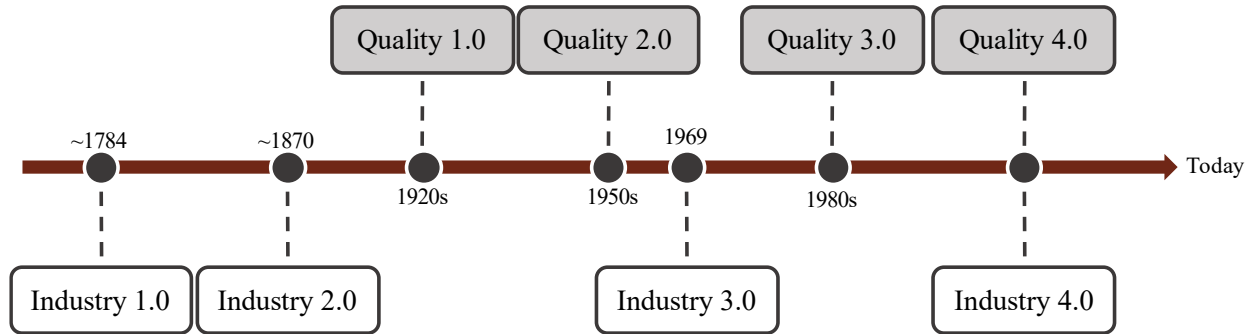 Quality 1.0
Quality 2.0
Quality 3.0
Quality 4.0
~1784
~1870
1969
Today
1920s
1950s
1980s
Industry 1.0
Industry 2.0
Industry 3.0
Industry 4.0